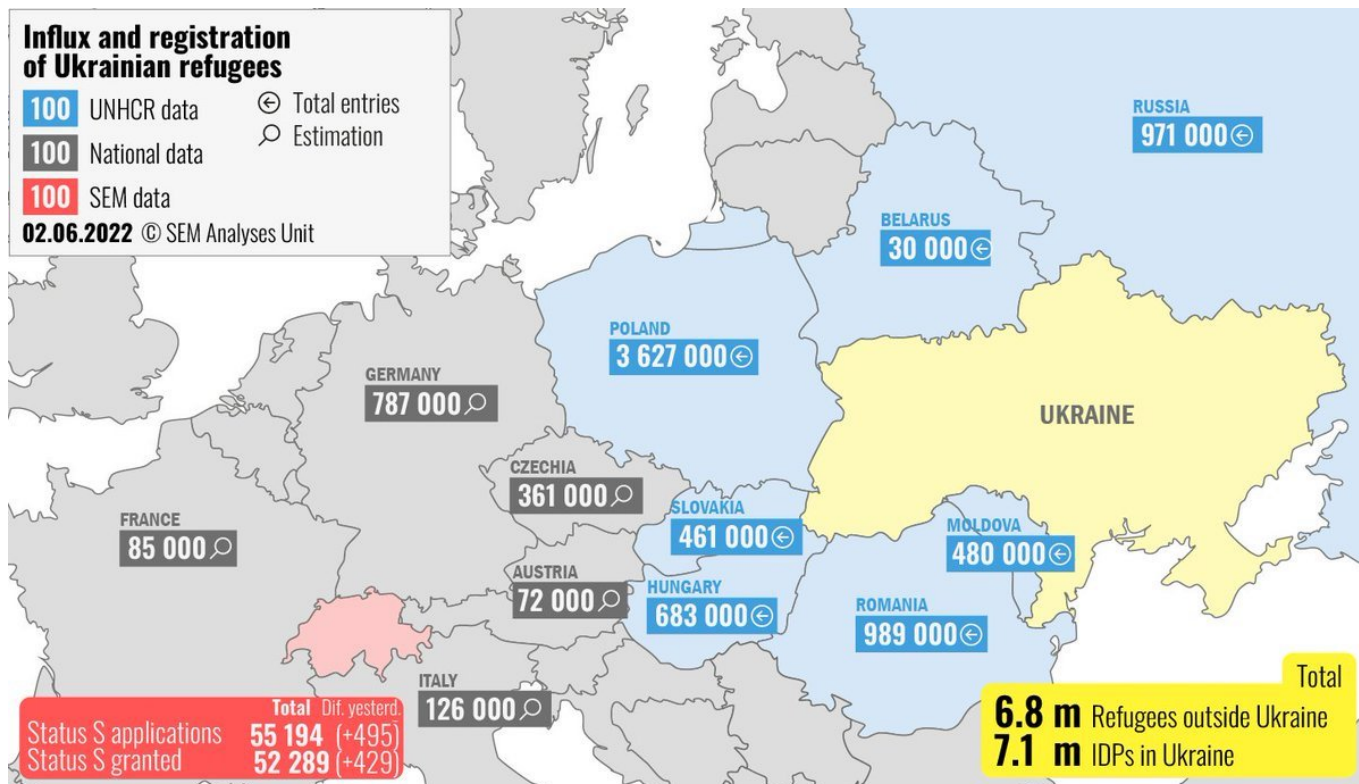 Influx and registration
of Ukrainian refugees
100 UNHCR data
Total entries
100 National data
Estimation
100 SEM data
02.06.2022 © SEM Analyses Unit
RUSSIA
971 000
BELARUS
30 000
POLAND
3 627 000
GERMANY
787 000
UKRAINE
CZECHIA
361 000
SLOVAKIA
461 000
MOLDOVA
480 000
FRANCE
85 000
AUSTRIA
72 000
HUNGARY
683 000
ROMANIA
989 000
ITALY
126 000
Total Dif. yesterd.
Status S applications 55 194 (+495)
Status S granted 52 289 (+429)
Total
6.8 m Refugees outside Ukraine
7.1 m IDPs in Ukraine